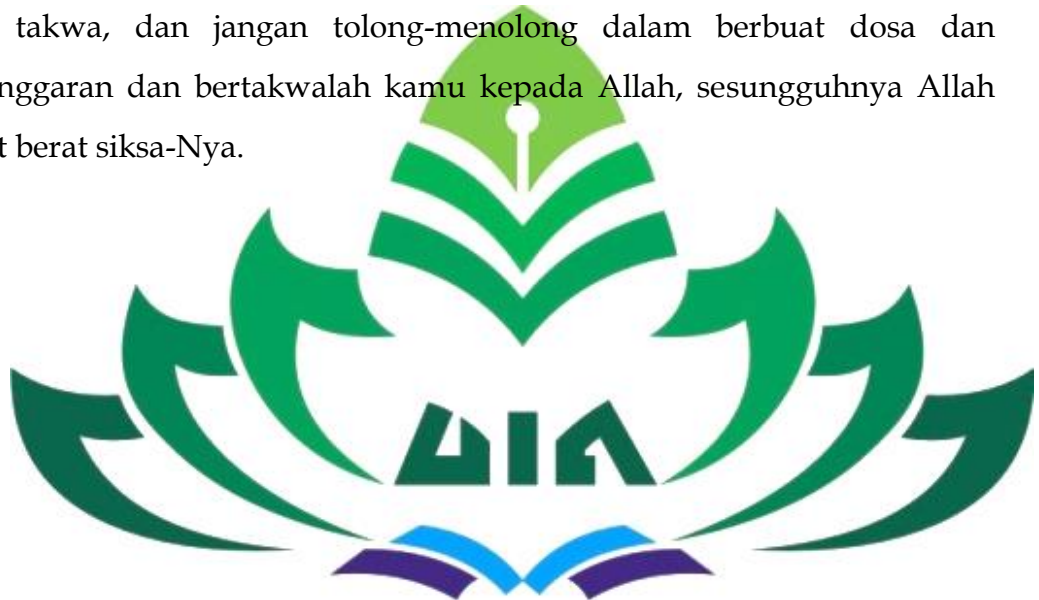 takwa, dan jangan tolong-menolong dalam berbuat dosa dan
nggaran dan bertakwalah kamu kepada Allah, sesungguhnya Allah
t berat siksa-Nya.
UIN